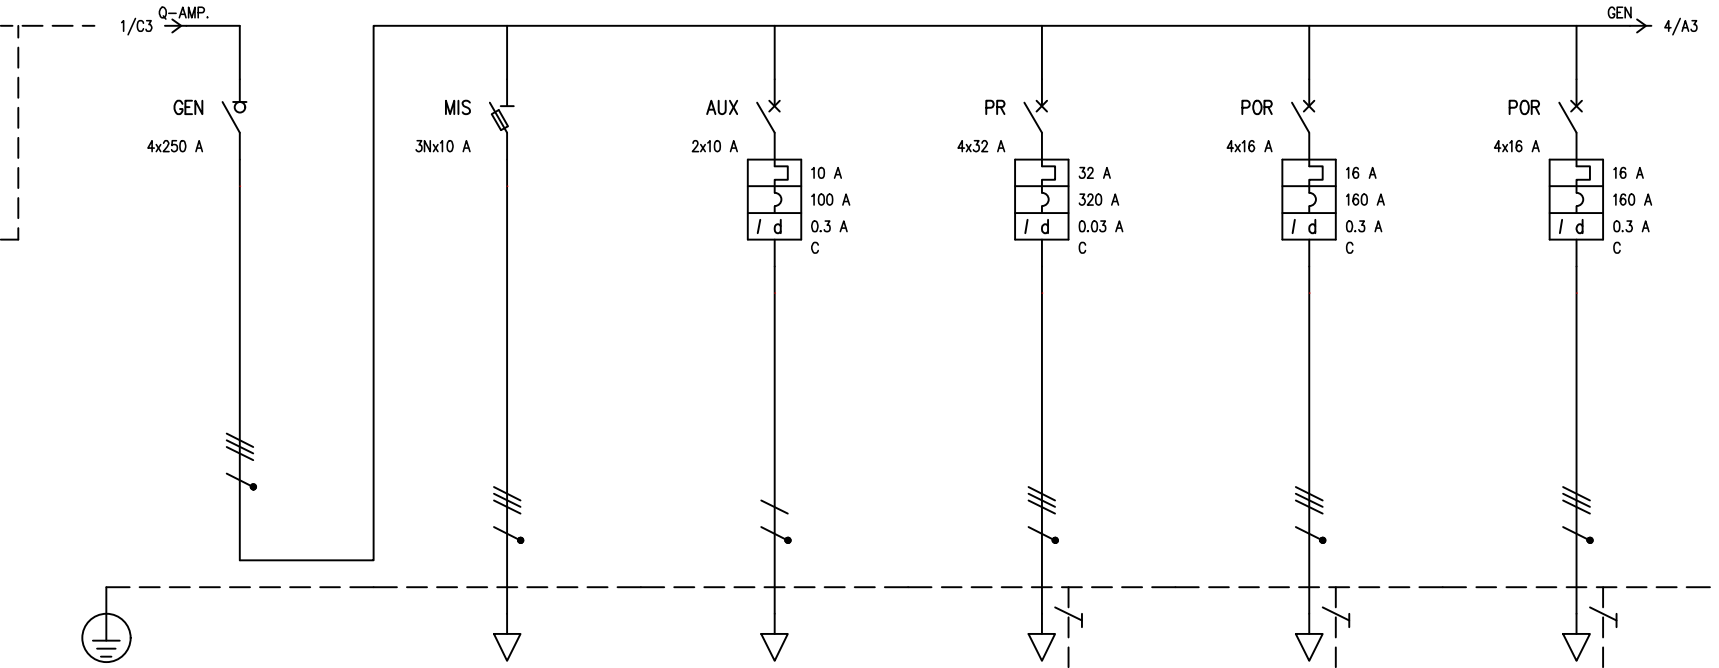 Q-AMP.
1/C3
GEN
4/A3
GEN
4x250 A
MIS
3Nx10 A
AUX
2x10 A
10 A
100 A
I d
0.3 A
C
PR
4x32 A
32 A
320 A
I d
0.03 A
C
POR
4x16 A
16 A
160 A
I d
0.3 A
C
POR
4x16 A
16 A
160 A
I d
0.3 A
C